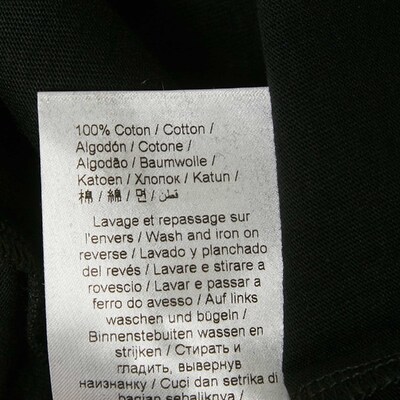 100% Coton / Cotton /
Algodón / Cotone /
Algodão / Baumwolle /
Katoen / Хлопок / Katun /
棉 / 綿 / 면 / قطن
Lavage et repassage sur
l'envers / Wash and iron on
reverse / Lavado y planchado
del revés / Lavare e stirare a
rovescio / Lavar e passar a
ferro do avesso / Auf links
waschen und bügeln /
Binnenstebuiten wassen en
strijken / Стирать и
гладить, вывернув
наизнанку / Cuci dan setrika di
bagian sebaliknya /